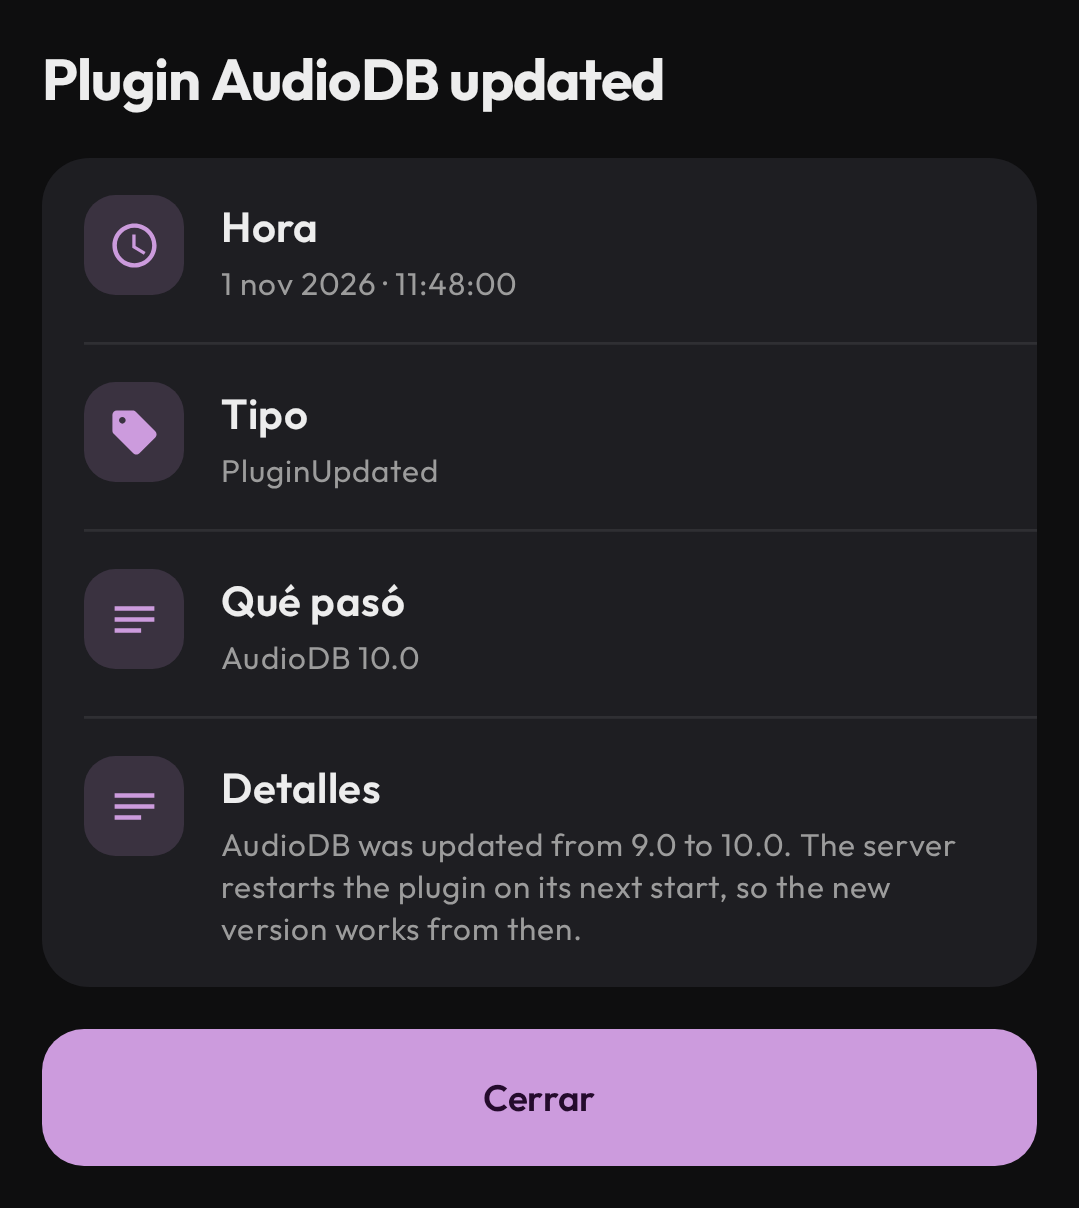 Plugin AudioDB updated
Hora
1 nov 2026 · 11:48:00
Tipo
PluginUpdated
Qué pasó
AudioDB 10.0
Detalles
AudioDB was updated from 9.0 to 10.0. The server
restarts the plugin on its next start, so the new
version works from then.
Cerrar